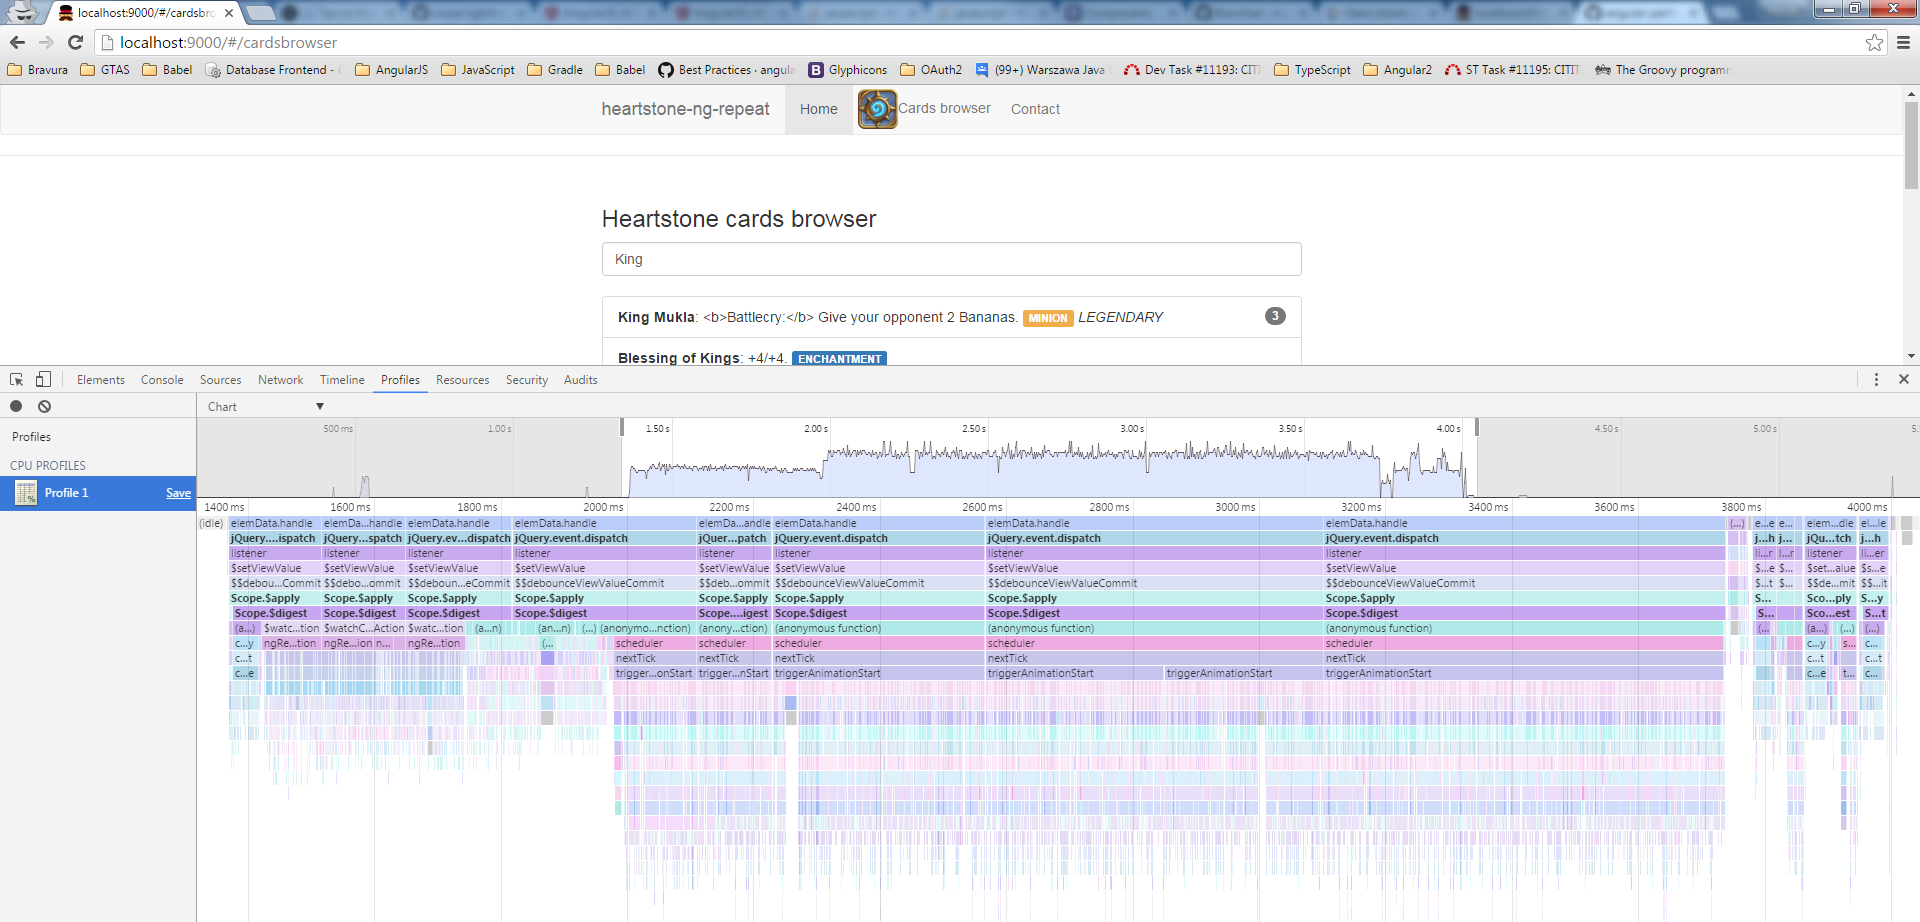 localhost:9000/#/cardsbro
localhost:9000/#/cardsbrowser
Bravura GTAS Babel Database Frontend - AngularJS JavaScript Gradle Babel Best Practices · angula Glyphicons OAuth2 (99+) Warszawa Java Dev Task #11193: CITI TypeScript Angular2 ST Task #11195: CITI The Groovy programm
heartstone-ng-repeat Home Cards browser Contact
Heartstone cards browser
King
King Mukla: <b>Battlecry:</b> Give your opponent 2 Bananas. MINION LEGENDARY 3
Blessing of Kings: +4/+4. ENCHANTMENT
Elements Console Sources Network Timeline Profiles Resources Security Audits
Chart ▼
Profiles
CPU PROFILES
Profile 1 Save
500 ms 1.00 s 1.50 s 2.00 s 2.50 s 3.00 s 3.50 s 4.00 s 4.50 s 5.00 s 5.
1400 ms 1600 ms 1800 ms 2000 ms 2200 ms 2400 ms 2600 ms 2800 ms 3000 ms 3200 ms 3400 ms 3600 ms 3800 ms 4000 ms
(idle) elemData.handle elemDa...handle elemData.handle elemData.handle elemDa...andle elemData.handle elemData.handle elemData.handle (...) e...e e... elem...dle el...le
jQuery....ispatch jQuery...spatch jQuery.ev...dispatch jQuery.event.dispatch jQuer...patch jQuery.event.dispatch jQuery.event.dispatch jQuery.event.dispatch j...h j... jQu...tch j...h
listener listener listener listener listener listener listener listener li...r l...r listener li...er
$setViewValue $setViewValue $setViewValue $setViewValue $setViewValue $setViewValue $setViewValue $setViewValue $...e $... $set...alue $s...e
$$debou...Commit $$debo...ommit $$deboun...eCommit $$debounceViewValueCommit $$deb...ommit $$debounceViewValueCommit $$debounceViewValueCommit $$debounceViewValueCommit $...t $... $$de...mit $...it
Scope.$apply Scope.$apply Scope.$apply Scope.$apply Scope.$apply Scope.$apply Scope.$apply Scope.$apply S... Sco...ply S...y
Scope.$digest Scope.$digest Scope.$digest Scope.$digest Scope....igest Scope.$digest Scope.$digest Scope.$digest S... Sco...est S...t
(a...) $watc...tion $watchC...Action $watc...tion (a...n) (an...n) (...) (anonymo...nction) (anony...ction) (anonymous function) (anonymous function) (anonymous function) (... (a...) (...) (...)
c...y ngRe...tion ngRe...ion n... ngRe...tion (... scheduler scheduler scheduler scheduler scheduler c...y s... c...
c...t nextTick nextTick nextTick nextTick nextTick c...t c...t
c...e trigger...onStart trigger...nStart triggerAnimationStart triggerAnimationStart triggerAnimationStart triggerAnimationStart c...e t... c...